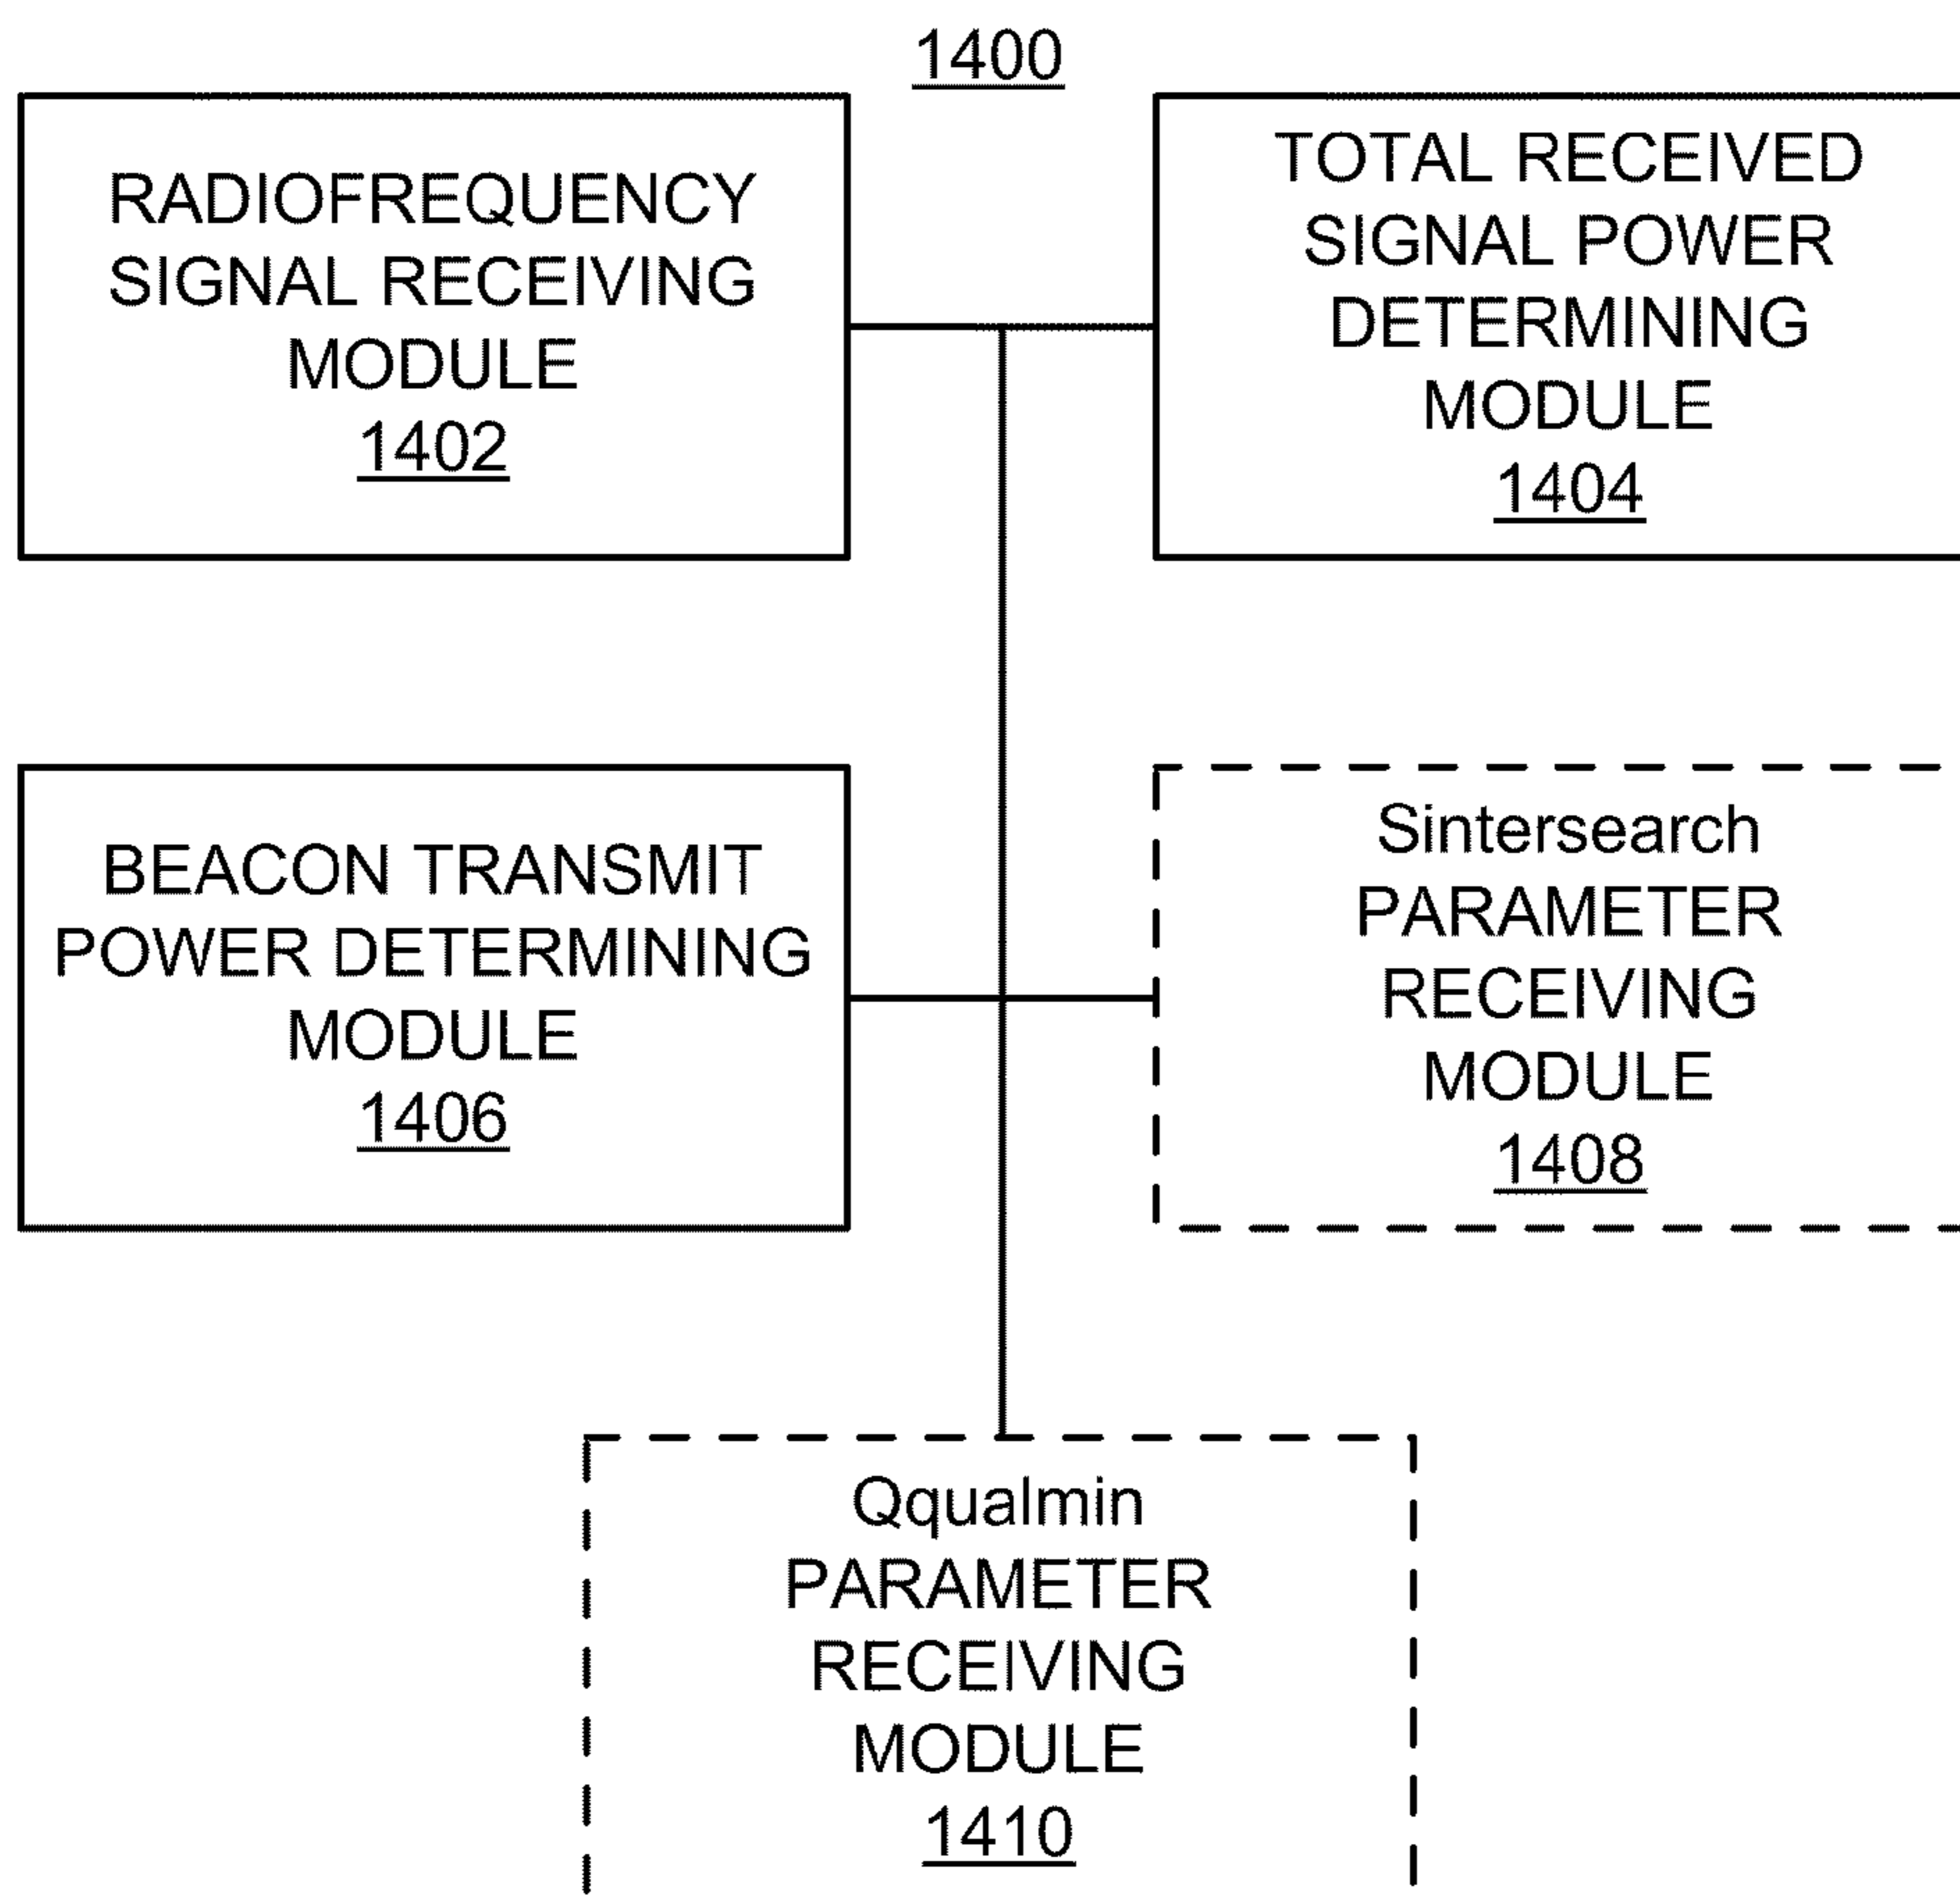 1400
RADIOFREQUENCY
SIGNAL RECEIVING
MODULE
1402
TOTAL RECEIVED
SIGNAL POWER
DETERMINING
MODULE
1404
BEACON TRANSMIT
POWER DETERMINING
MODULE
1406
Sintersearch
PARAMETER
RECEIVING
MODULE
1408
Qqualmin
PARAMETER
RECEIVING
MODULE
1410